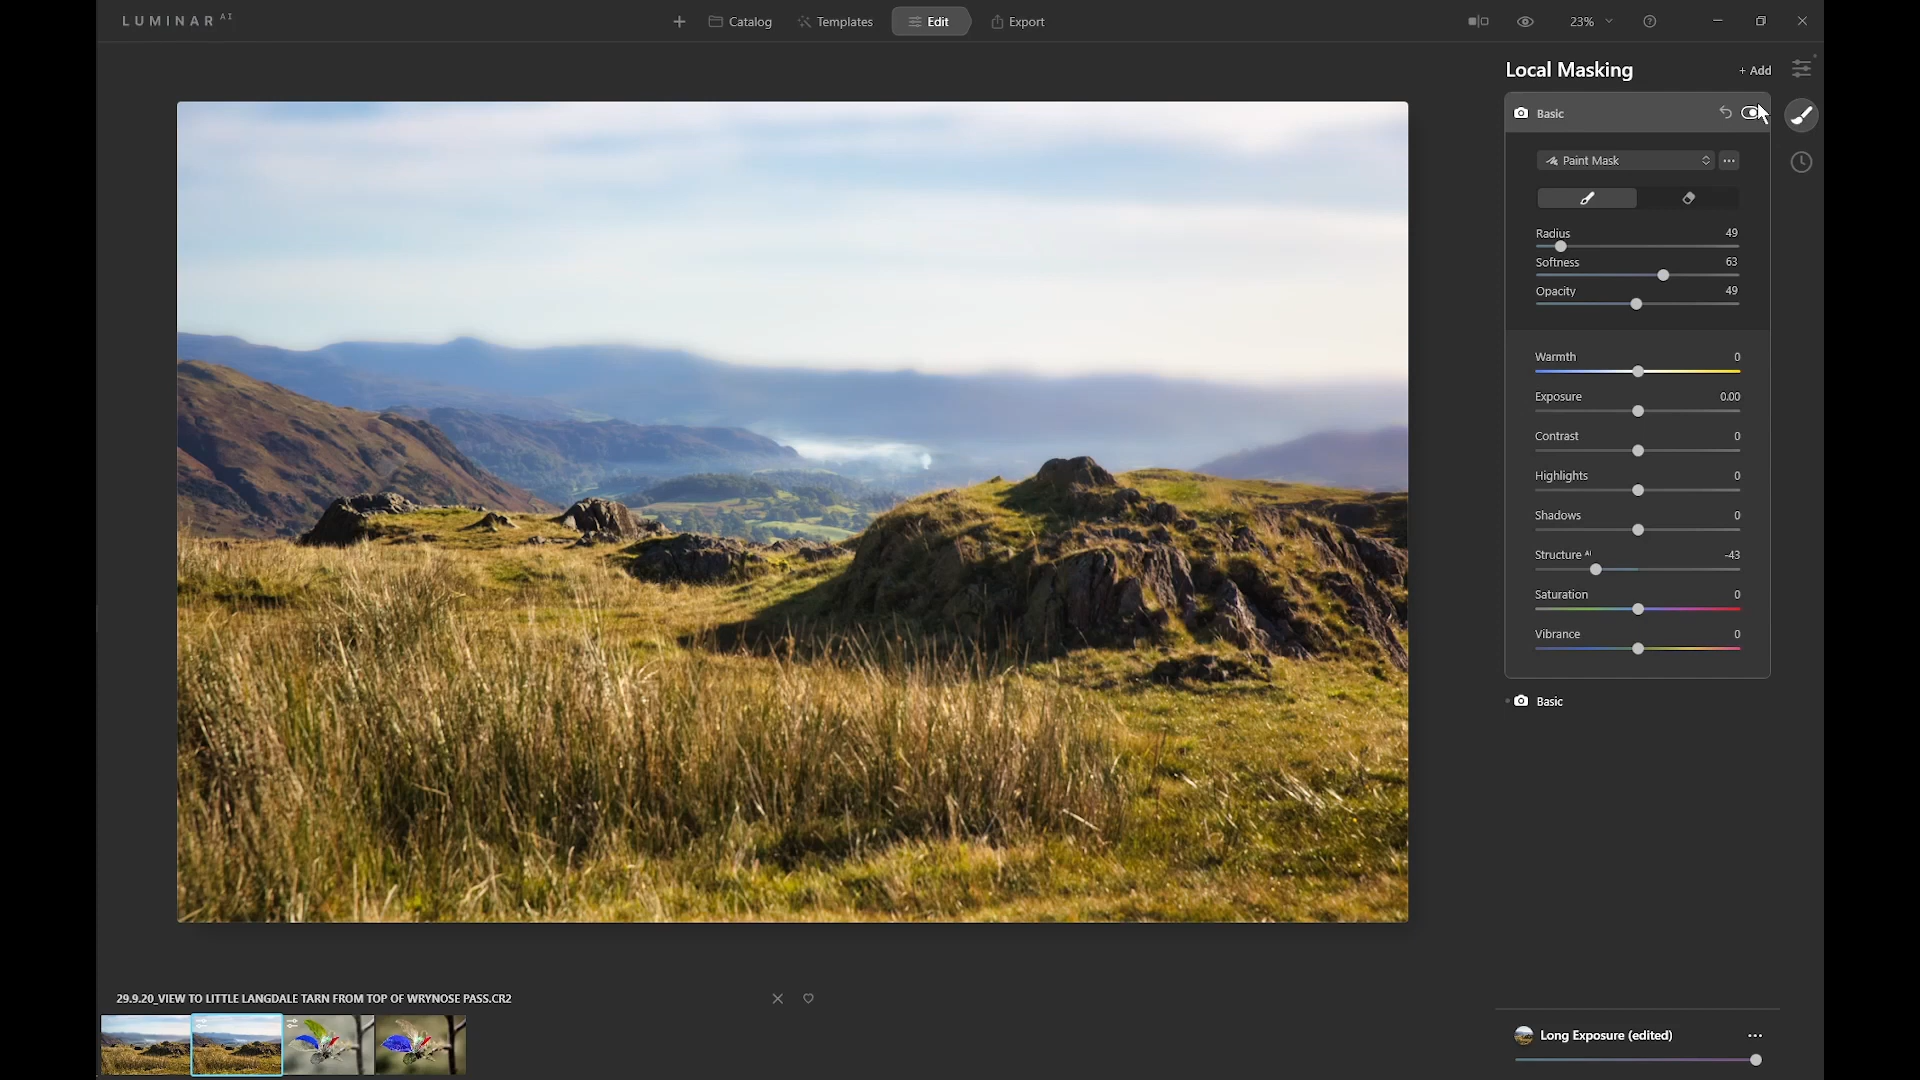 LUMINAR AI
Catalog
Templates
Edit
Export
23%
Local Masking
+ Add
Basic
Paint Mask
Radius 49
Softness 63
Opacity 49
Warmth 0
Exposure 0.00
Contrast 0
Highlights 0
Shadows 0
Structure AI -43
Saturation 0
Vibrance 0
Basic
29.9.20_VIEW TO LITTLE LANGDALE TARN FROM TOP OF WRYNOSE PASS.CR2
Long Exposure (edited)